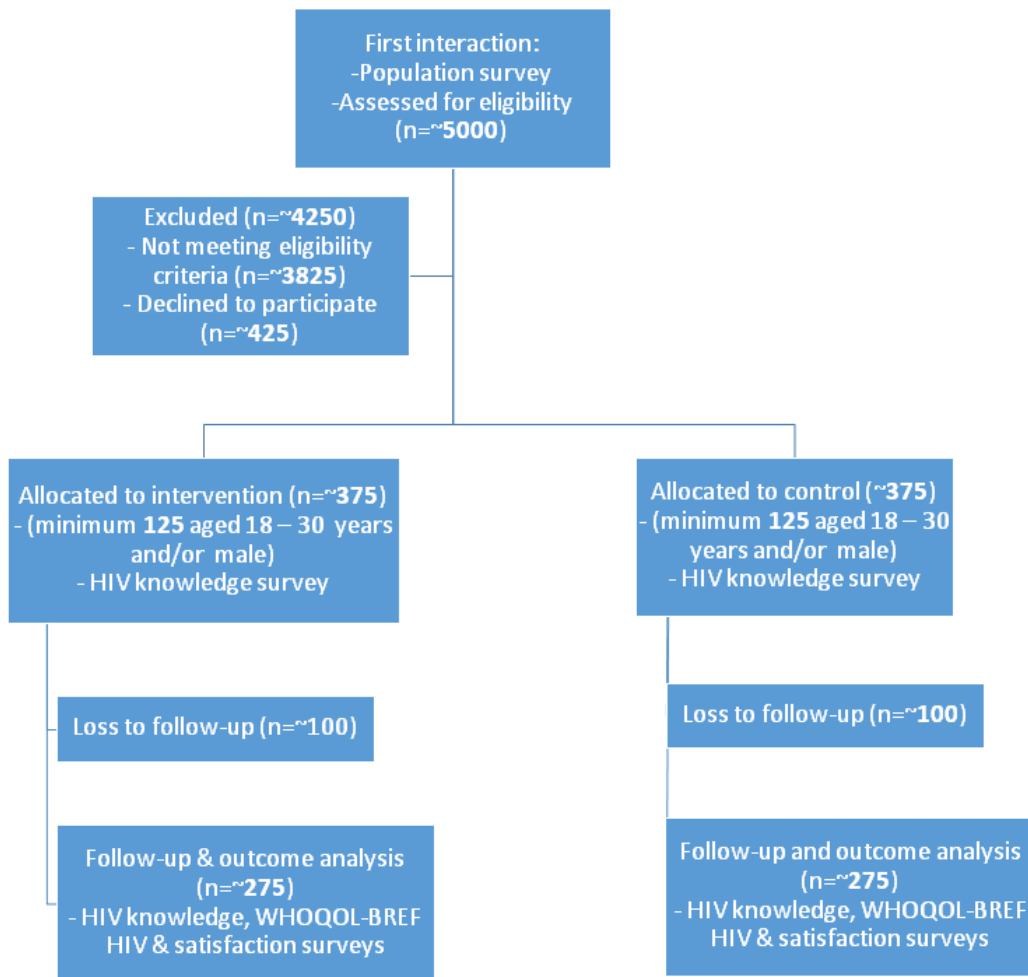 First interaction:
-Population survey
-Assessed for eligibility
(n=~5000)
Excluded (n=~4250)
- Not meeting eligibility
criteria (n=~3825)
- Declined to participate
(n=~425)
Allocated to intervention (n=~375)
- (minimum 125 aged 18 – 30 years
and/or male)
- HIV knowledge survey
Allocated to control (~375)
- (minimum 125 aged 18 – 30
years and/or male)
- HIV knowledge survey
Loss to follow-up (n=~100)
Loss to follow-up (n=~100)
Follow-up & outcome analysis
(n=~275)
- HIV knowledge, WHOQOL-BREF
HIV & satisfaction surveys
Follow-up and outcome analysis
(n=~275)
- HIV knowledge, WHOQOL-BREF
HIV & satisfaction surveys